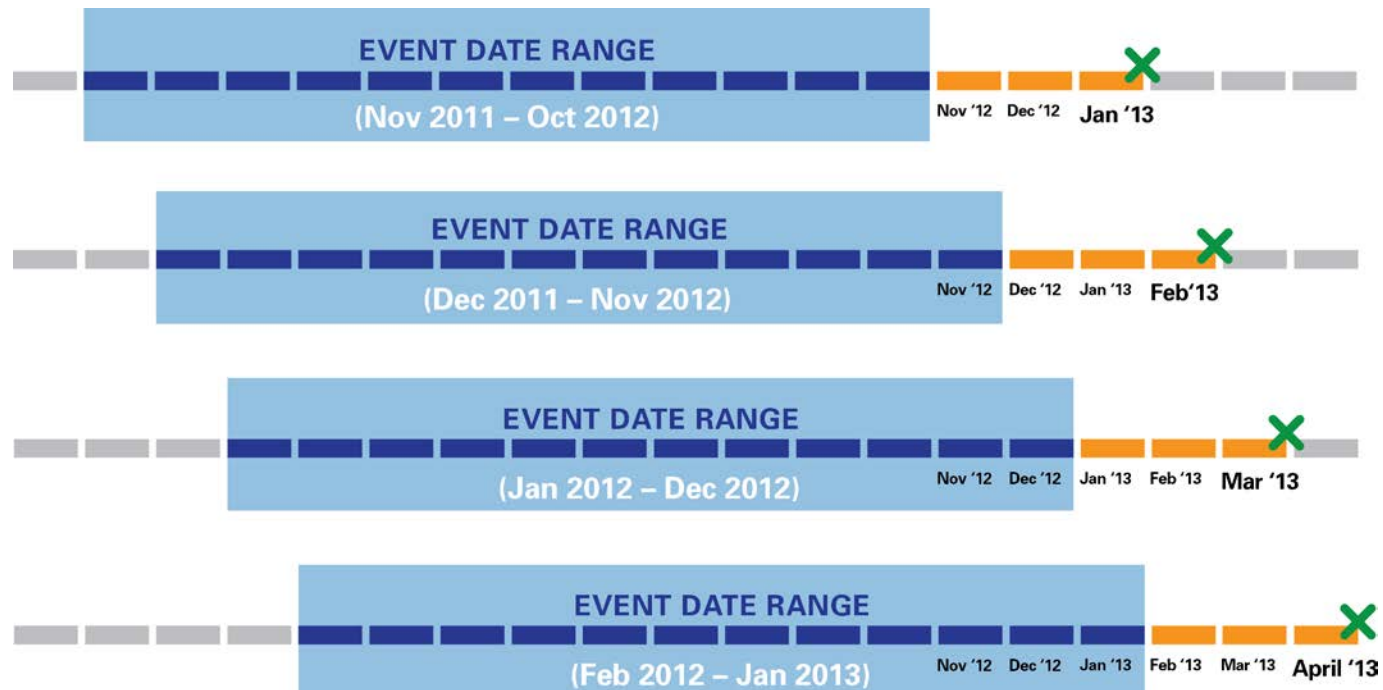 EVENT DATE RANGE
(Nov 2011 – Oct 2012)
Nov ‘12 Dec ‘12 Jan ‘13
EVENT DATE RANGE
(Dec 2011 – Nov 2012)
Nov ‘12 Dec ‘12 Jan ‘13 Feb‘13
EVENT DATE RANGE
(Jan 2012 – Dec 2012)
Nov ‘12 Dec ‘12 Jan ‘13 Feb ‘13 Mar ‘13
EVENT DATE RANGE
(Feb 2012 – Jan 2013)
Nov ‘12 Dec ‘12 Jan ‘13 Feb ‘13 Mar ‘13 April ‘13